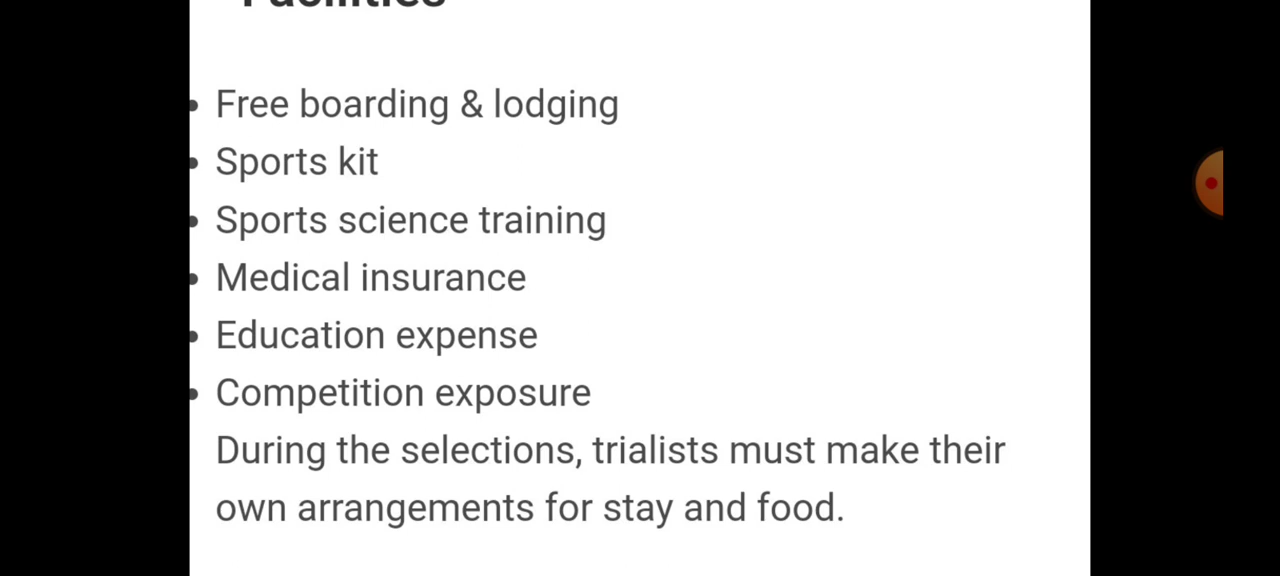 Facilities
• Free boarding & lodging
• Sports kit
• Sports science training
• Medical insurance
• Education expense
• Competition exposure
During the selections, trialists must make their
own arrangements for stay and food.